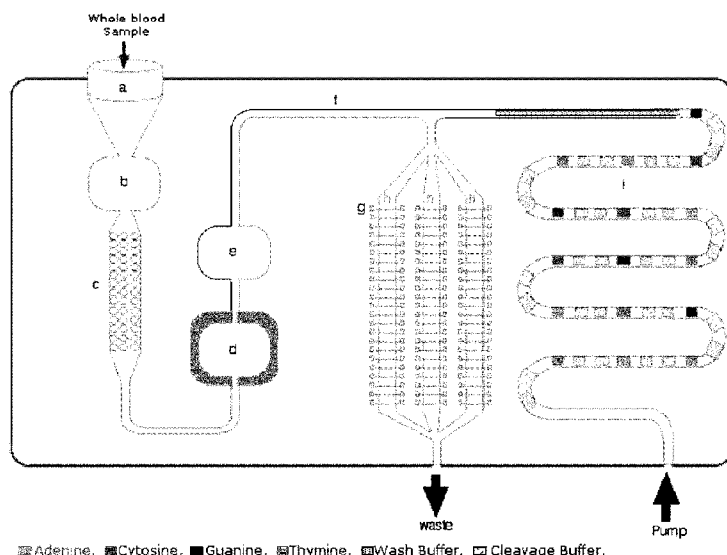 Whole blood
Sample
a
b
c
d
e
f
g
i
waste
Pump
Adenine, Cytosine, Guanine, Thymine, Wash Buffer, Cleavage Buffer.